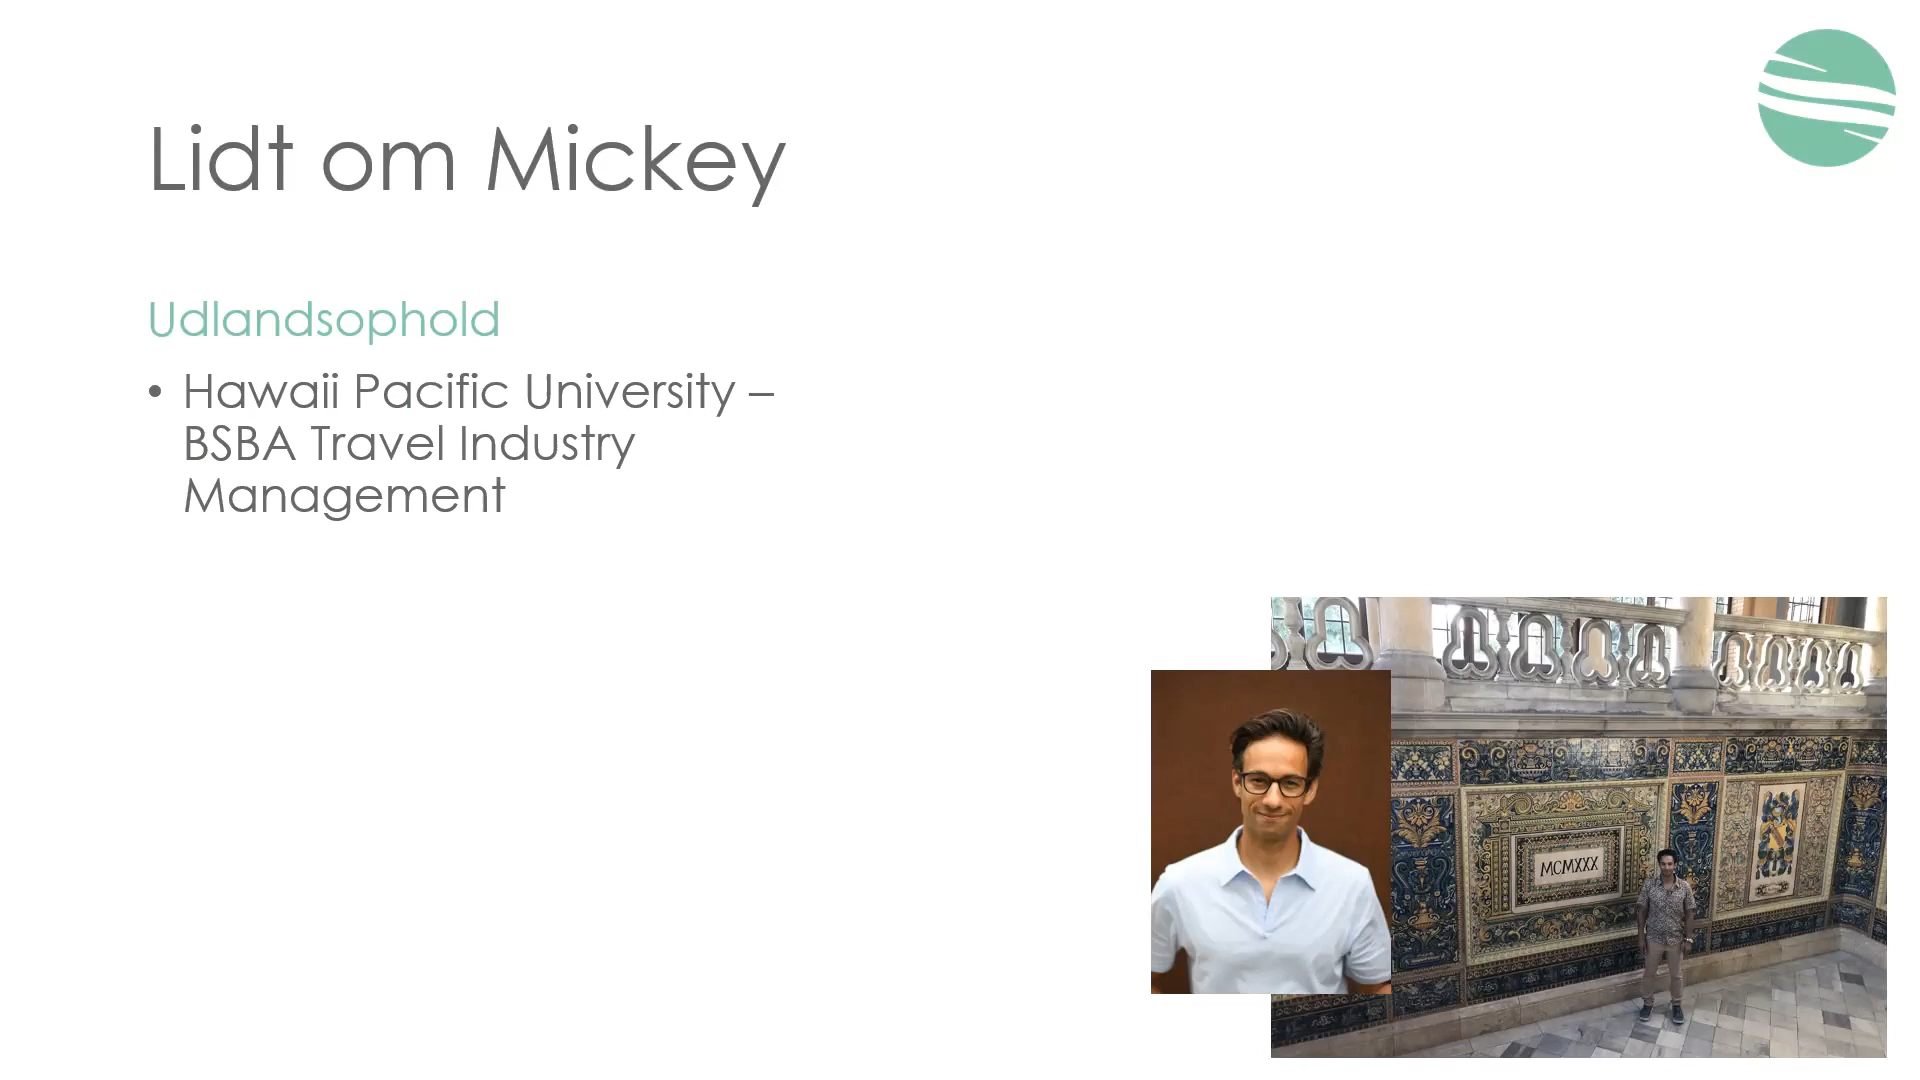 Lidt om Mickey
Udlandsophold
• Hawaii Pacific University –
BSBA Travel Industry
Management
MCMXXX